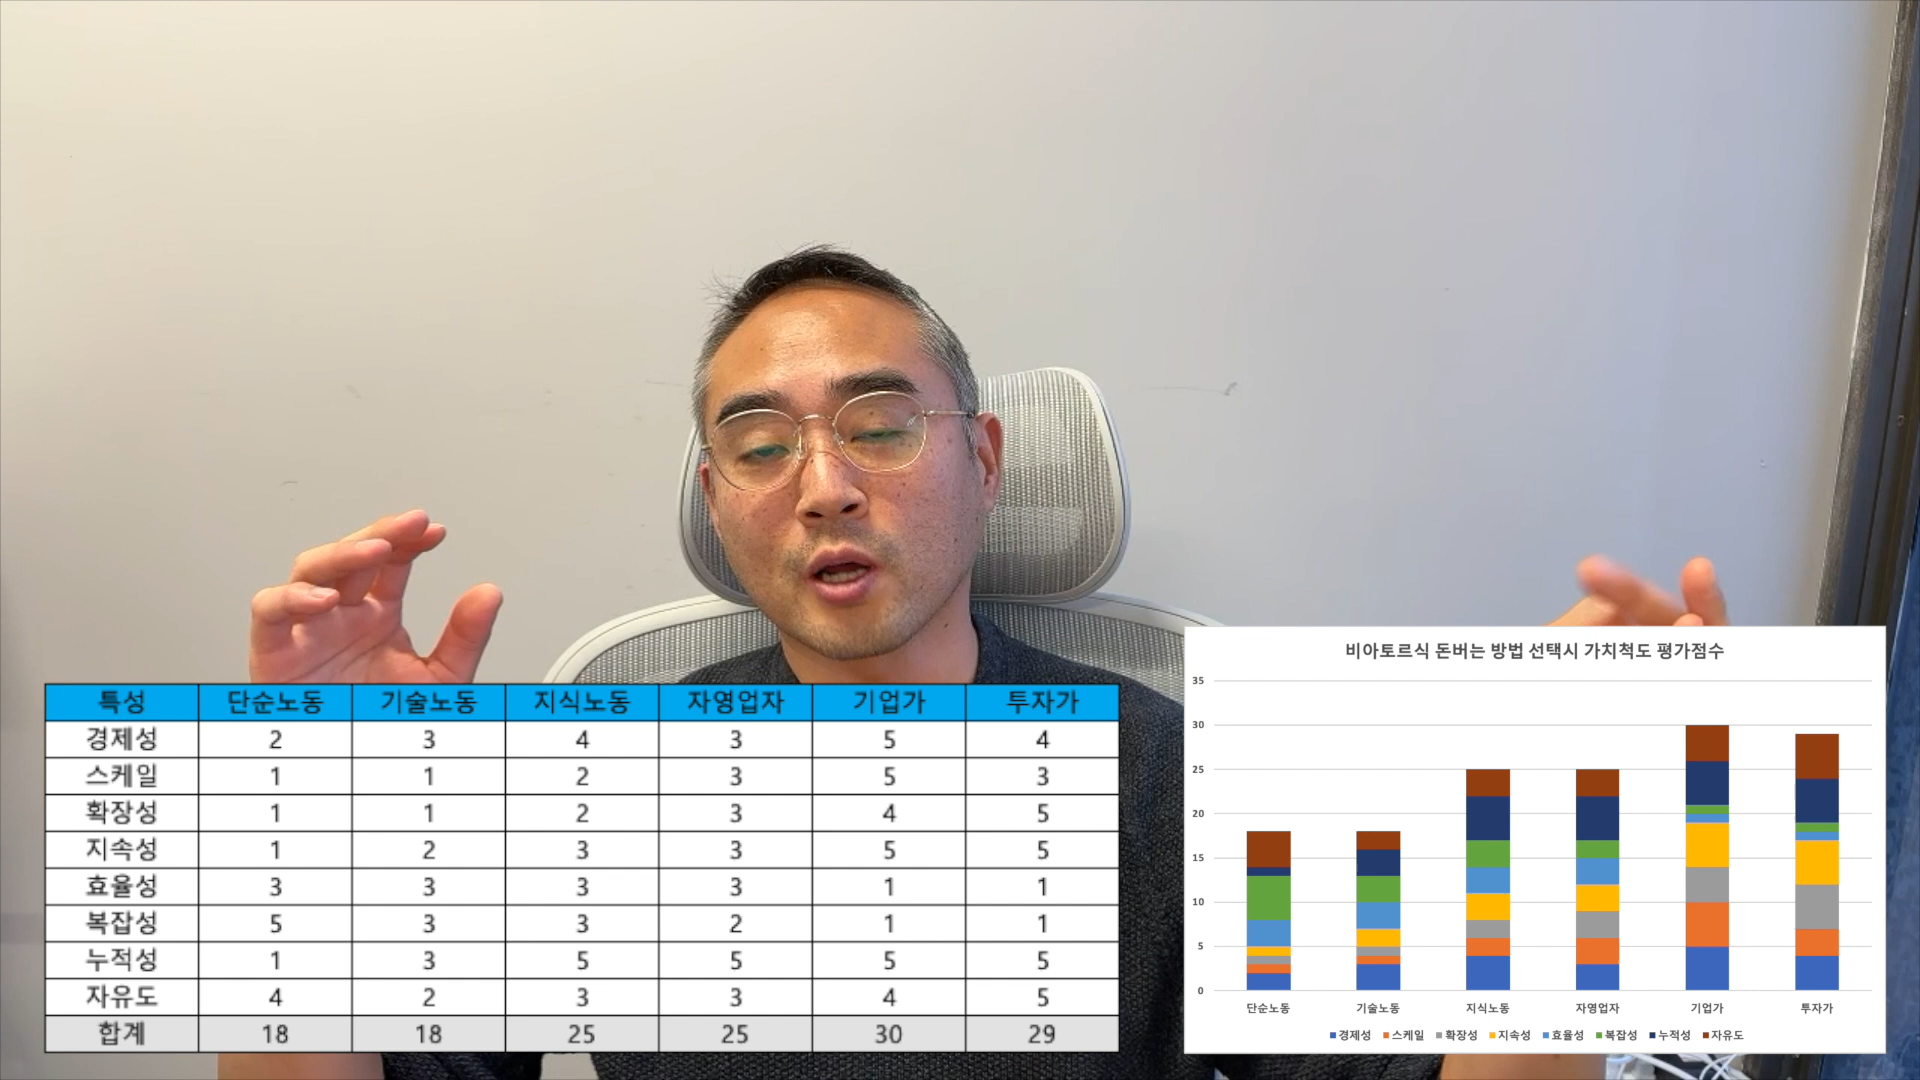 특성 단순노동 기술노동 지식노동 자영업자 기업가 투자가
경제성 2 3 4 3 5 4
스케일 1 1 2 3 5 3
확장성 1 1 2 3 4 5
지속성 1 2 3 3 5 5
효율성 3 3 3 3 1 1
복잡성 5 3 3 2 1 1
누적성 1 3 5 5 5 5
자유도 4 2 3 3 4 5
합계 18 18 25 25 30 29
비아토르식 돈버는 방법 선택시 가치척도 평가점수
35
30
25
20
15
10
5
0
단순노동 기술노동 지식노동 자영업자 기업가 투자가
경제성 스케일 확장성 지속성 효율성 복잡성 누적성 자유도